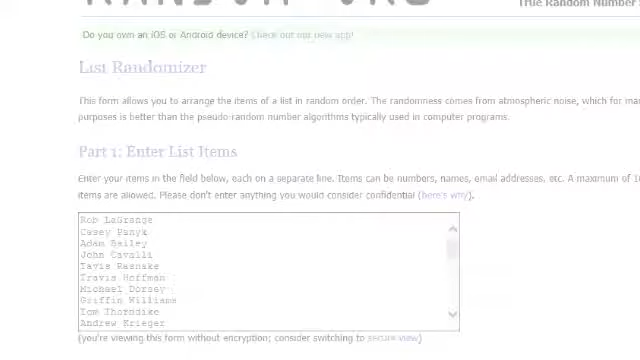 RANDOM ORG
True Random Number
Do you own an iOS or Android device? Check out our new app!
List Randomizer
This form allows you to arrange the items of a list in random order. The randomness comes from atmospheric noise, which for
purposes is better than the pseudo-random number algorithms typically used in computer programs.
Part 1: Enter List Items
Enter your items in the field below, each on a separate line. Items can be numbers, names, email addresses, etc. A maximum of
items are allowed. Please don't enter anything you would consider confidential (here's why).
Rob LaGrange
Casey Panyk
Adam Bailey
John Cavalli
Tavis Rasnake
Travis Hoffman
Michael Dorsey
Griffin Williams
Tom Thorndike
Andrew Krieger
(you're viewing this form without encryption; consider switching to secure view)